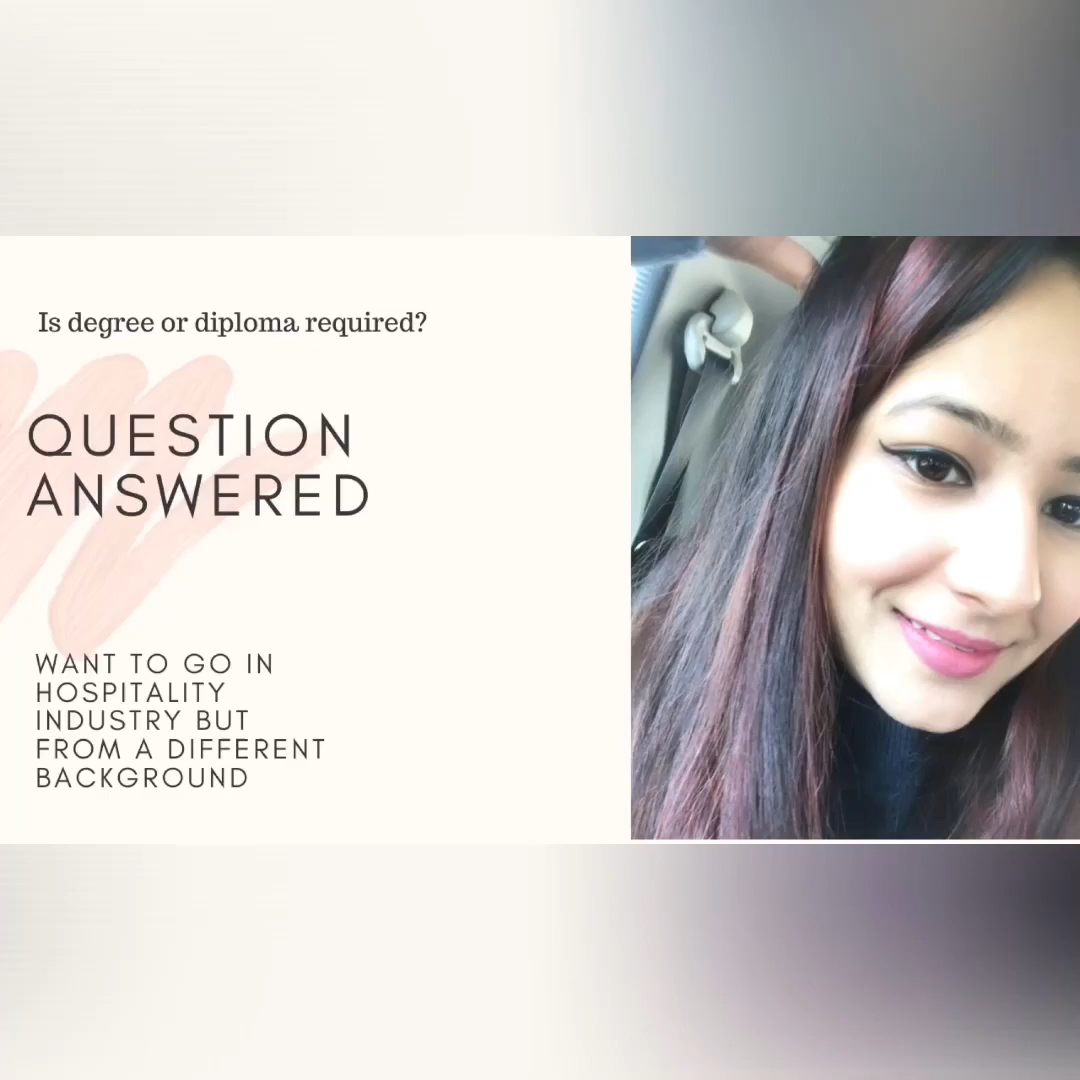 Is degree or diploma required?
QUESTION
ANSWERED
WANT TO GO IN
HOSPITALITY
INDUSTRY BUT
FROM A DIFFERENT
BACKGROUND